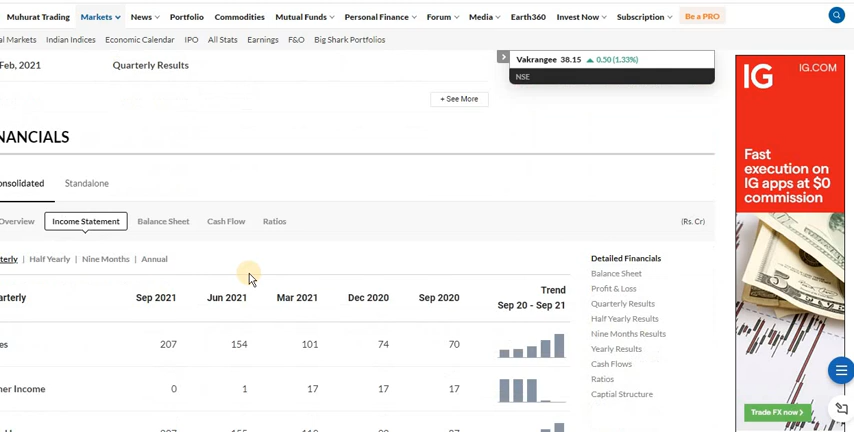 Muhurat Trading Markets News Portfolio Commodities Mutual Funds Personal Finance Forum Media Earth360 Invest Now Subscription Be a PRO
al Markets Indian Indices Economic Calendar IPO All Stats Earnings F&O Big Shark Portfolios
Feb, 2021 Quarterly Results
Vakrangee 38.15 ▲ 0.50 (1.33%)
NSE
+ See More
NANCIALS
onsolidated Standalone
Overview Income Statement Balance Sheet Cash Flow Ratios (Rs. Cr)
rterly | Half Yearly | Nine Months | Annual
arterly Sep 2021 Jun 2021 Mar 2021 Dec 2020 Sep 2020 Trend
Sep 20 - Sep 21
es 207 154 101 74 70
her Income 0 1 17 17 17
Detailed Financials
Balance Sheet
Profit & Loss
Quarterly Results
Half Yearly Results
Nine Months Results
Yearly Results
Cash Flows
Ratios
Captial Structure
IG IG.COM
Fast
execution on
IG apps at $0
commission
Trade FX now >